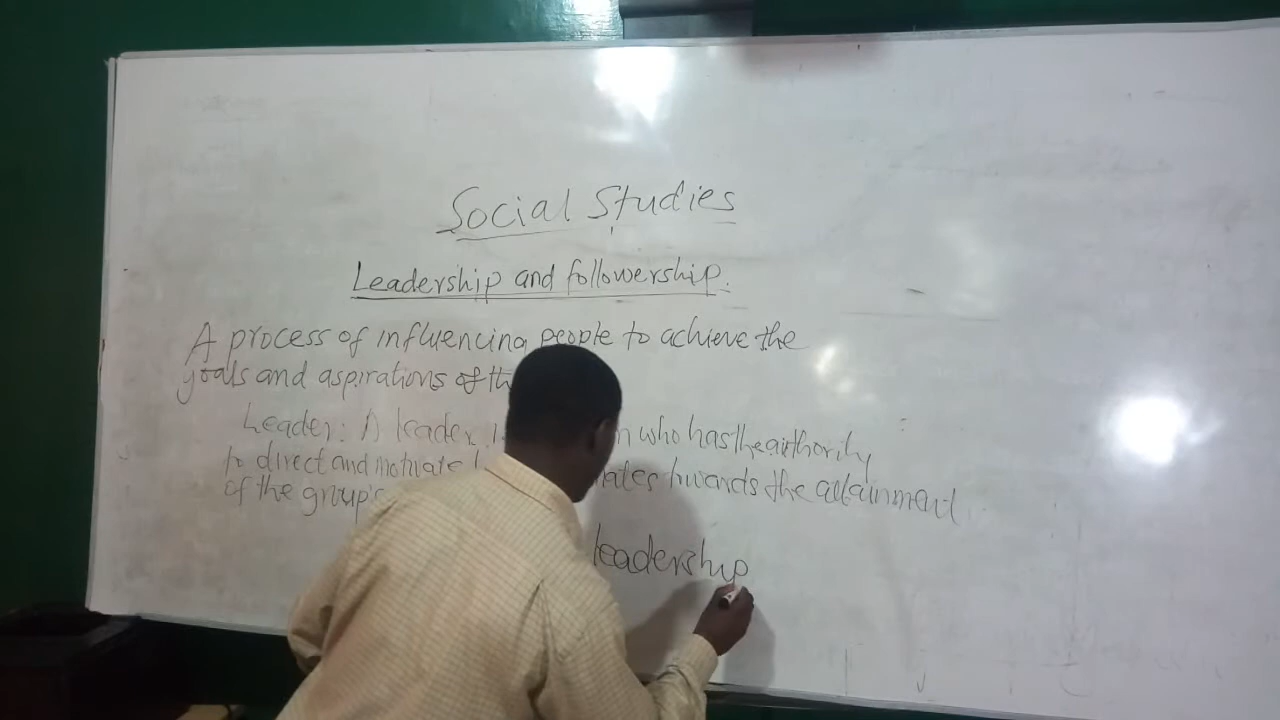 Social Studies
Leadership and followership.
A process of influencing people to achieve the
goals and aspirations of
Leader: A leader who has the authority
to direct and motivate towards the attainment
of the group's
leadership